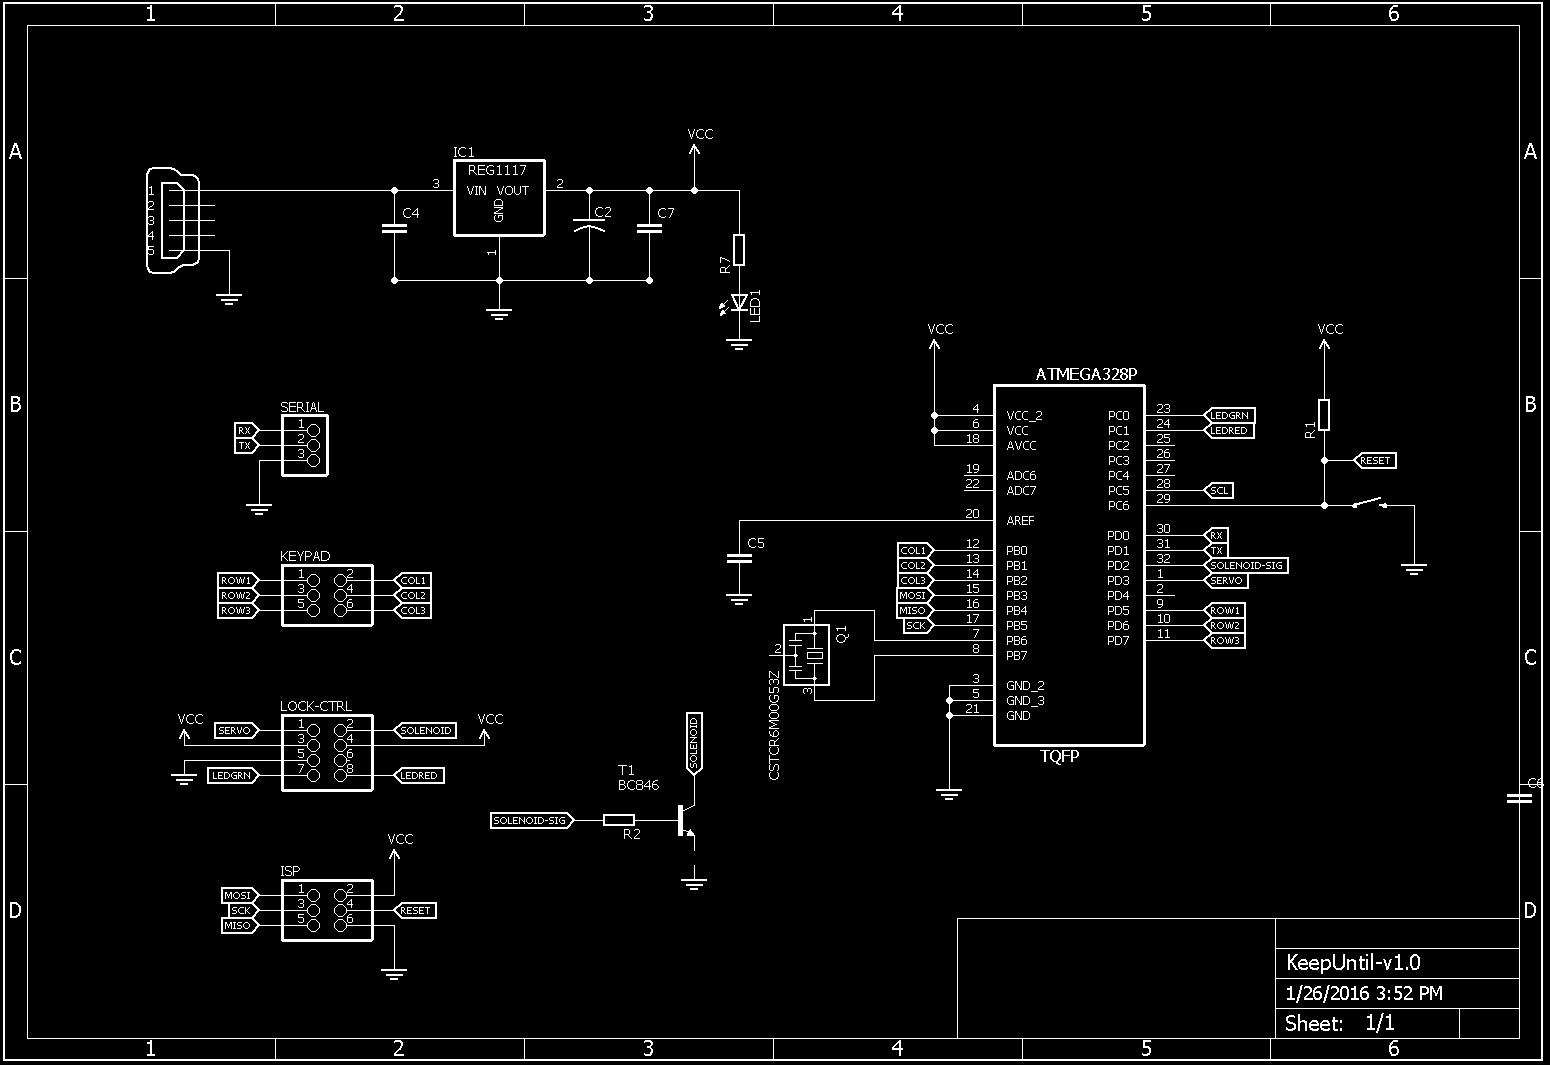 1 2 3 4 5 6
A
A
VCC
IC1
REG1117
3 VIN VOUT 2
GND
1
C4
C2
C7
R7
LED1
1
2
3
4
5
VCC
VCC
ATMEGA328P
B
B
SERIAL
RX 1
TX 2
3
4 VCC_2
6 VCC
18 AVCC
19 ADC6
22 ADC7
20 AREF
12 PB0
13 PB1
14 PB2
15 PB3
16 PB4
17 PB5
7 PB6
8 PB7
3 GND_2
5 GND_3
21 GND
PC0 23 LEDGRN
PC1 24 LEDRED
PC2 25
PC3 26
PC4 27
PC5 28 SCL
PC6 29
PD0 30 RX
PD1 31 TX
PD2 32 SOLENOID-SIG
PD3 1 SERVO
PD4 2
PD5 9 ROW1
PD6 10 ROW2
PD7 11 ROW3
TQFP
R1
RESET
C5
COL1
COL2
COL3
MOSI
MISO
SCK
KEYPAD
ROW1 1 2 COL1
ROW2 3 4 COL2
ROW3 5 6 COL3
C
C
1
2
3
Q1
CSTCR6M00G53Z
LOCK-CTRL
VCC
VCC
SERVO 1 2 SOLENOID
3 4
5 6
LEDGRN 7 8 LEDRED
SOLENOID
T1
BC846
SOLENOID-SIG
R2
C6
VCC
ISP
MOSI 1 2
SCK 3 4 RESET
MISO 5 6
D
D
KeepUntil-v1.0
1/26/2016 3:52 PM
Sheet: 1/1
1 2 3 4 5 6